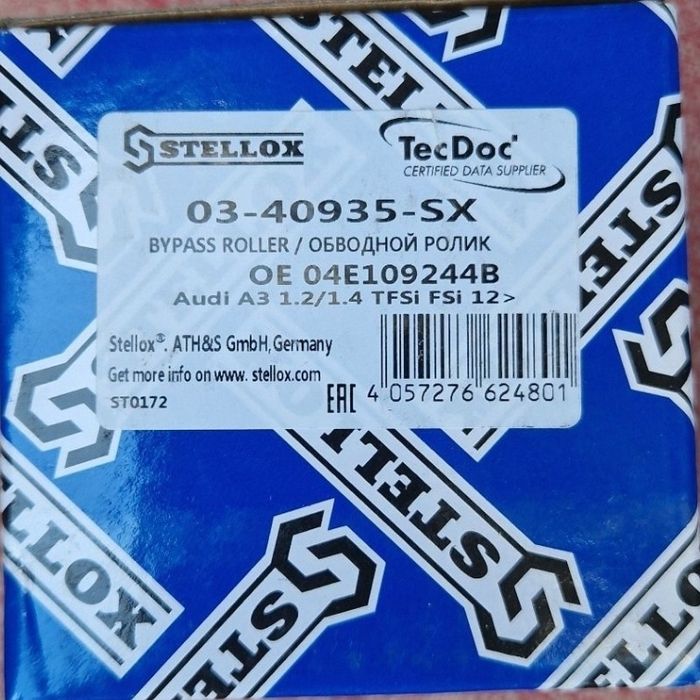 STELLOX
TecDoc
CERTIFIED DATA SUPPLIER
03-40935-SX
BYPASS ROLLER / ОБВОДНОЙ РОЛИК
OE 04E109244B
Audi A3 1.2/1.4 TFSi FSi 12>
Stellox®. ATH&S GmbH, Germany
Get more info on www. stellox.com
ST0172
EAC
4 057276 624801
STELLOX
STELLOX